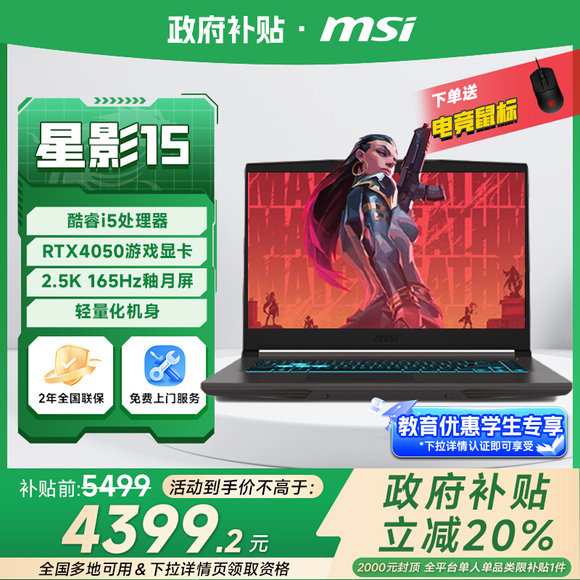 政府补贴·msi
下单送
电竞鼠标
星影15
酷睿i5处理器
RTX4050游戏显卡
2.5K 165Hz釉月屏
轻量化机身
2年全国联保
免费上门服务
msi
教育优惠学生专享
*下拉详情认证即可享受
补贴前:5499
活动到手价不高于:
4399.2元
全国多地可用&下拉详情页领取资格
政府补贴
立减20%
2000元封顶 全平台单人单品类限补贴1件